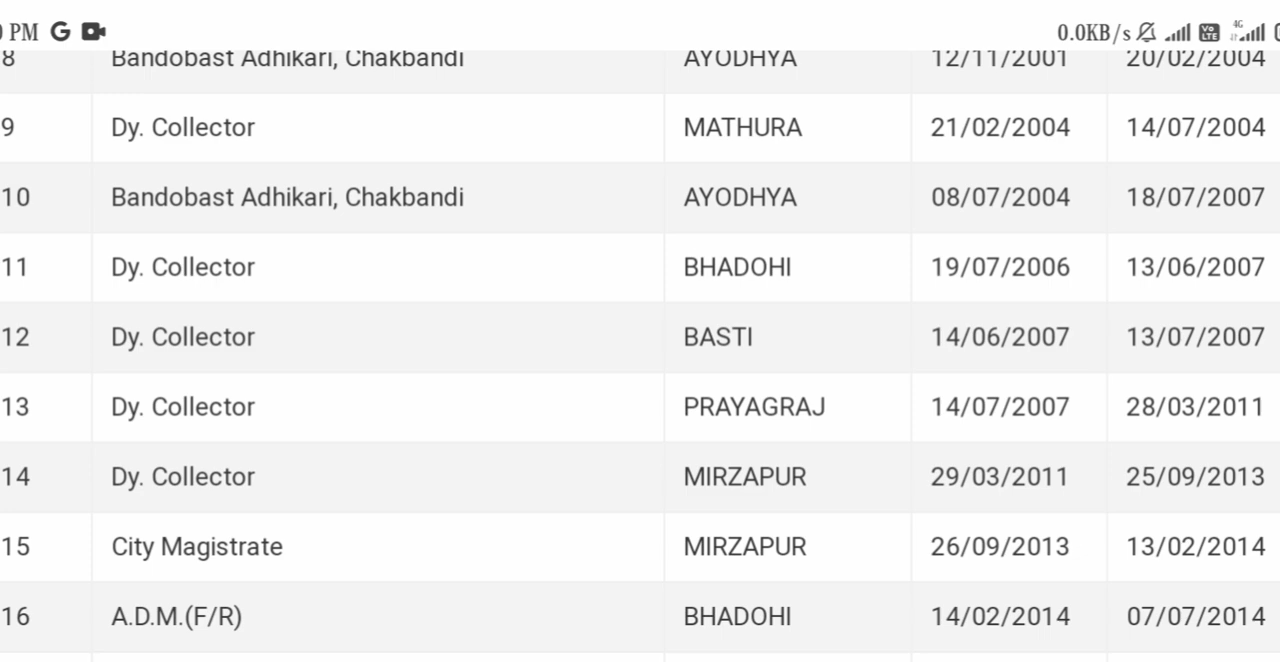 PM G 0.0KB/s Vo LTE 4G
8 Bandobast Adhikari, Chakbandi AYODHYA 12/11/2001 20/02/2004
9 Dy. Collector MATHURA 21/02/2004 14/07/2004
10 Bandobast Adhikari, Chakbandi AYODHYA 08/07/2004 18/07/2007
11 Dy. Collector BHADOHI 19/07/2006 13/06/2007
12 Dy. Collector BASTI 14/06/2007 13/07/2007
13 Dy. Collector PRAYAGRAJ 14/07/2007 28/03/2011
14 Dy. Collector MIRZAPUR 29/03/2011 25/09/2013
15 City Magistrate MIRZAPUR 26/09/2013 13/02/2014
16 A.D.M.(F/R) BHADOHI 14/02/2014 07/07/2014